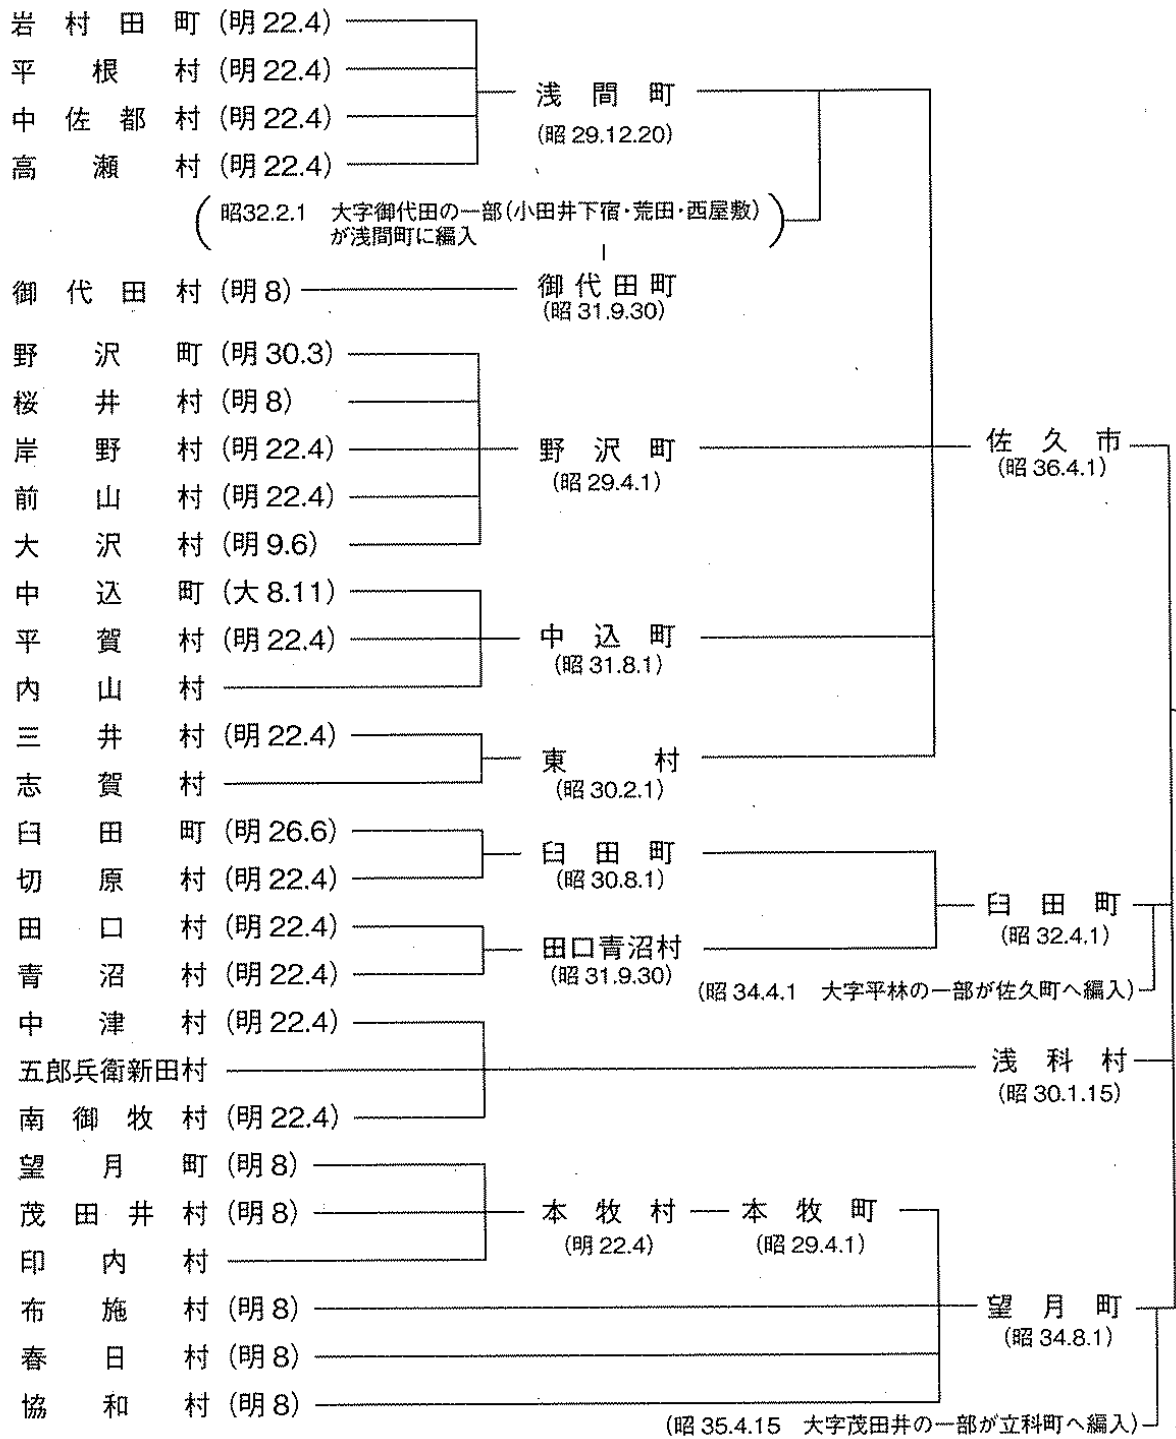 岩村田町(明22.4)
平根村(明22.4)
中佐都村(明22.4)
高瀬村(明22.4)
浅間町
(昭29.12.20)
(昭32.2.1 大字御代田の一部(小田井下宿・荒田・西屋敷)
が浅間町に編入)
御代田村(明8)
御代田町
(昭31.9.30)
野沢町(明30.3)
桜井村(明8)
岸野村(明22.4)
前山村(明22.4)
大沢村(明9.6)
野沢町
(昭29.4.1)
佐久市
(昭36.4.1)
中込町(大8.11)
平賀村(明22.4)
内山村
中込町
(昭31.8.1)
三井村(明22.4)
志賀村
東村
(昭30.2.1)
臼田町(明26.6)
切原村(明22.4)
臼田町
(昭30.8.1)
田口村(明22.4)
青沼村(明22.4)
田口青沼村
(昭31.9.30)
臼田町
(昭32.4.1)
(昭34.4.1 大字平林の一部が佐久町へ編入)
中津村(明22.4)
五郎兵衛新田村
南御牧村(明22.4)
浅科村
(昭30.1.15)
望月町(明8)
茂田井村(明8)
印内村
本牧村
(明22.4)
本牧町
(昭29.4.1)
布施村(明8)
春日村(明8)
協和村(明8)
望月町
(昭34.8.1)
(昭35.4.15 大字茂田井の一部が立科町へ編入)